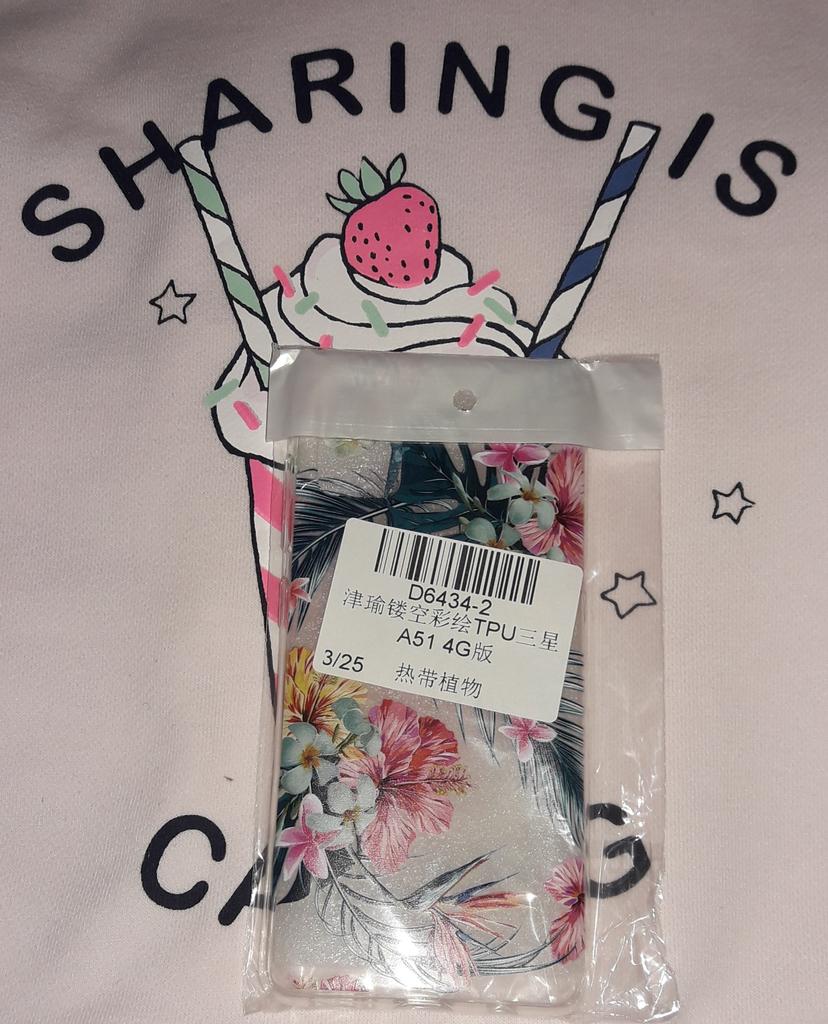 SHARING IS
D6434-2
津瑜镂空彩绘TPU三星
A51 4G版
3/25 热带植物